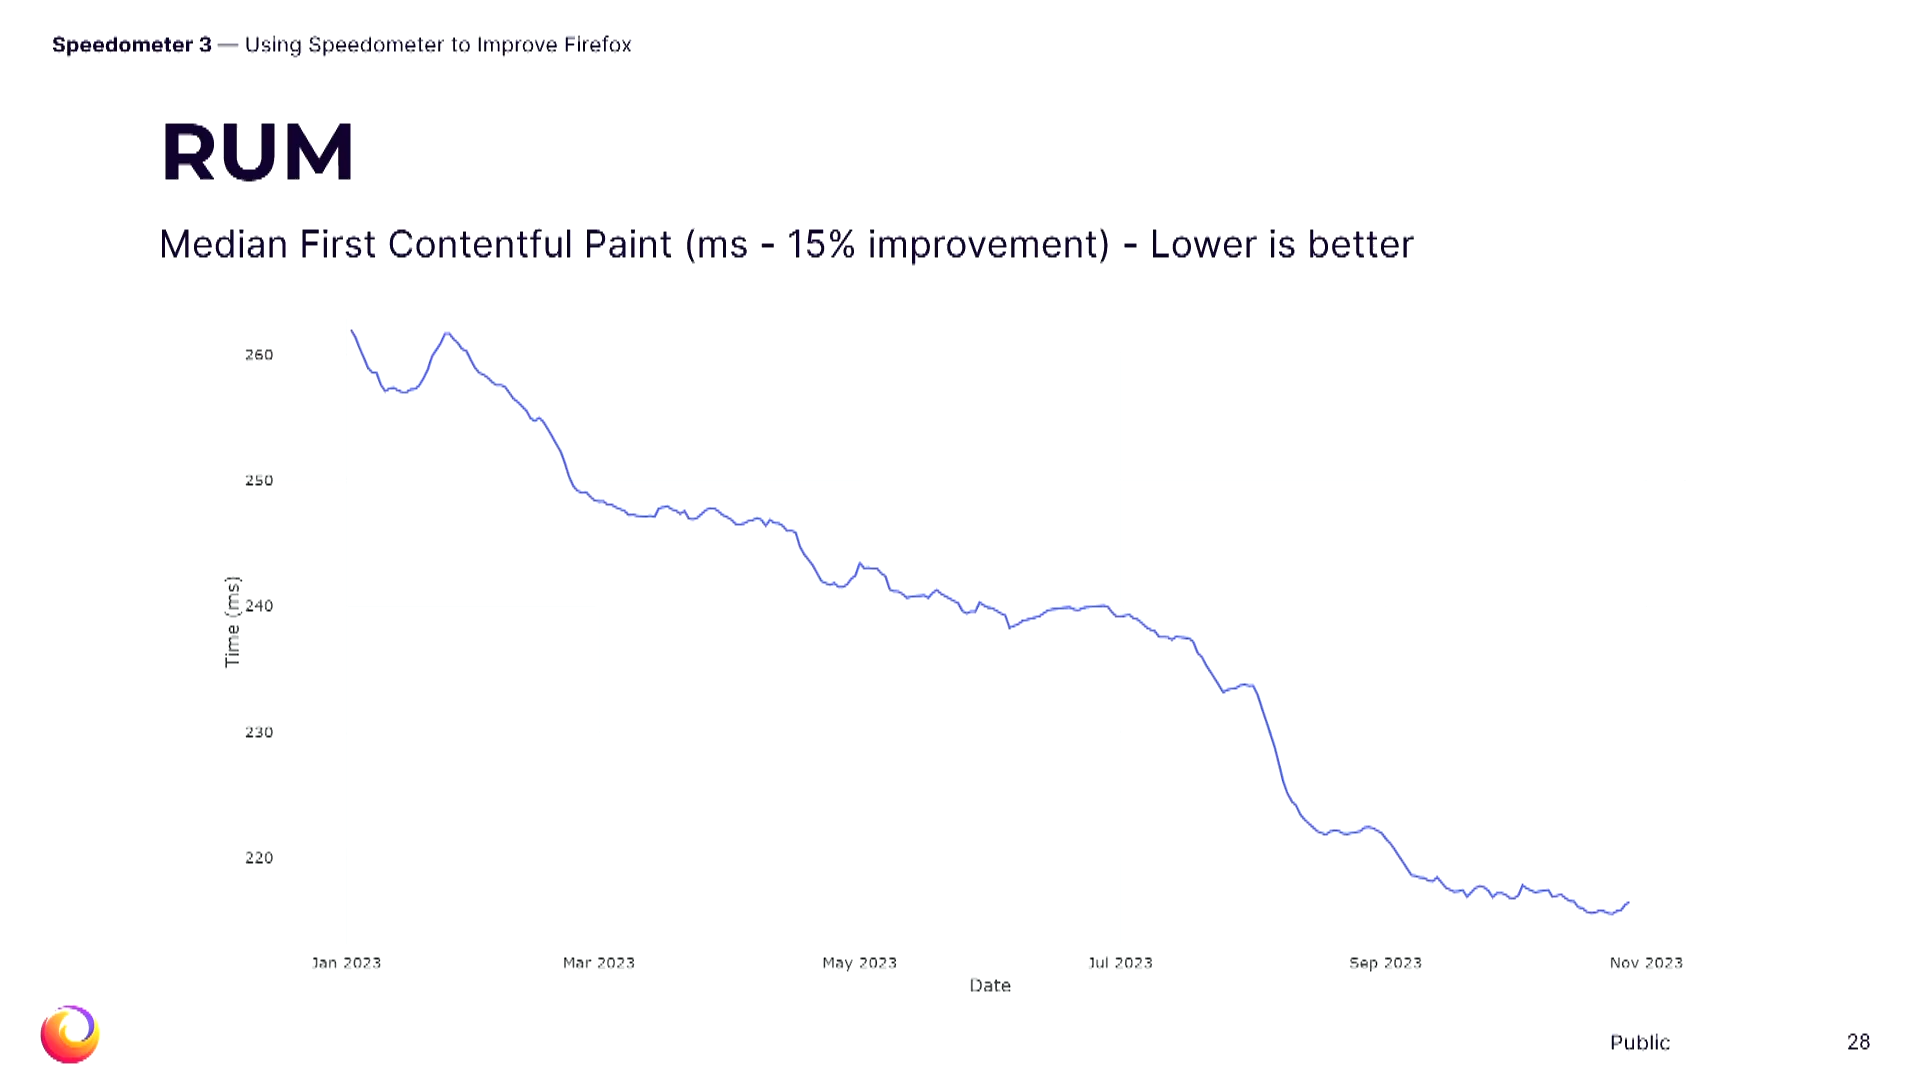 Speedometer 3 — Using Speedometer to Improve Firefox
RUM
Median First Contentful Paint (ms - 15% improvement) - Lower is better
260
250
240
230
220
Time (ms)
Jan 2023 Mar 2023 May 2023 Jul 2023 Sep 2023 Nov 2023
Date
Public 28